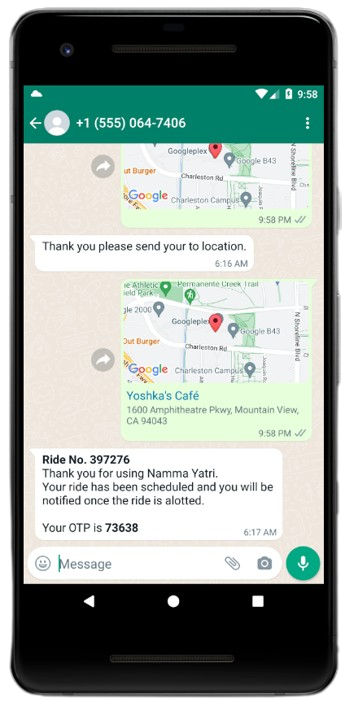 9:58
+1 (555) 064-7406
Googleplex
Google B43
ut Burger
Charleston Rd
N Shoreline Blvd
Google
Charleston Campus
9:58 PM
Thank you please send your to location.
6:16 AM
he Athletic
ield Park
Permanente Creek Trail
gle 2000
Googleplex
Google B43
N Shoreline Blvd
Charleston Rd
Out Burger
Google
Charleston Campus
Yoshka's Café
1600 Amphitheatre Pkwy, Mountain View,
CA 94043
9:58 PM
Ride No. 397276
Thank you for using Namma Yatri.
Your ride has been scheduled and you will be
notified once the ride is alotted.
Your OTP is 73638
6:17 AM
Message